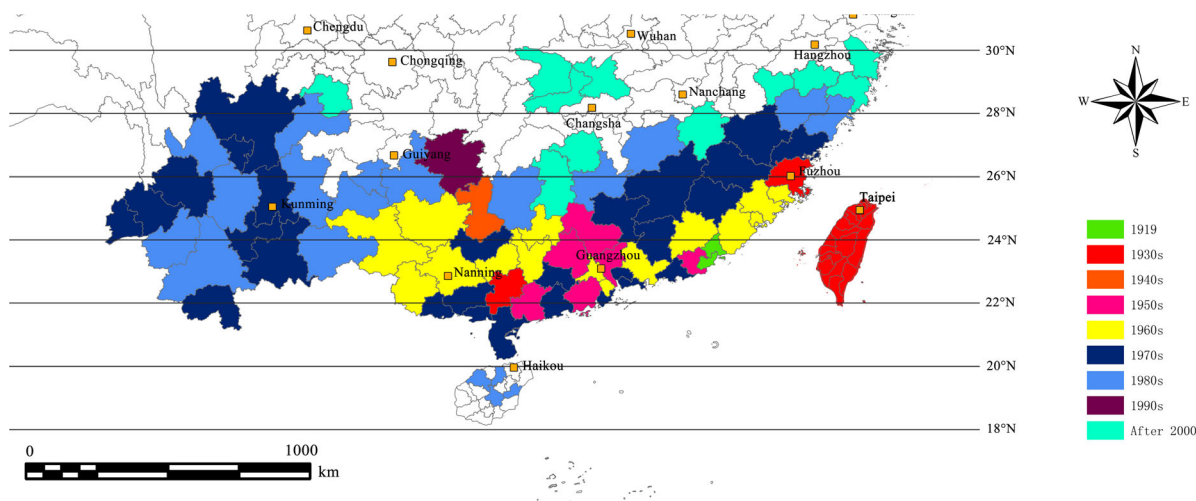 Chengdu
Wuhan
Hangzhou
30°N
Chongqing
Nanchang
28°N
Changsha
Guiyang
26°N
Fuzhou
Kunming
Taipei
24°N
Guangzhou
Nanning
22°N
20°N
Haikou
18°N
0
1000
km
N
W
E
S
1919
1930s
1940s
1950s
1960s
1970s
1980s
1990s
After 2000